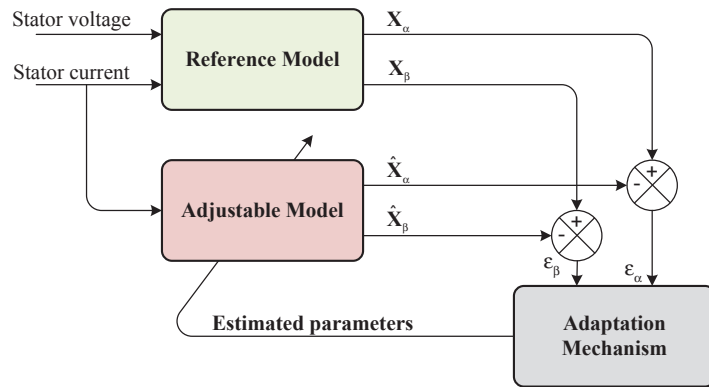 Stator voltage
Stator current
Reference Model
X_α
X_β
+
-
X̂_α
Adjustable Model
X̂_β
+
-
ε_β
ε_α
Estimated parameters
Adaptation
Mechanism